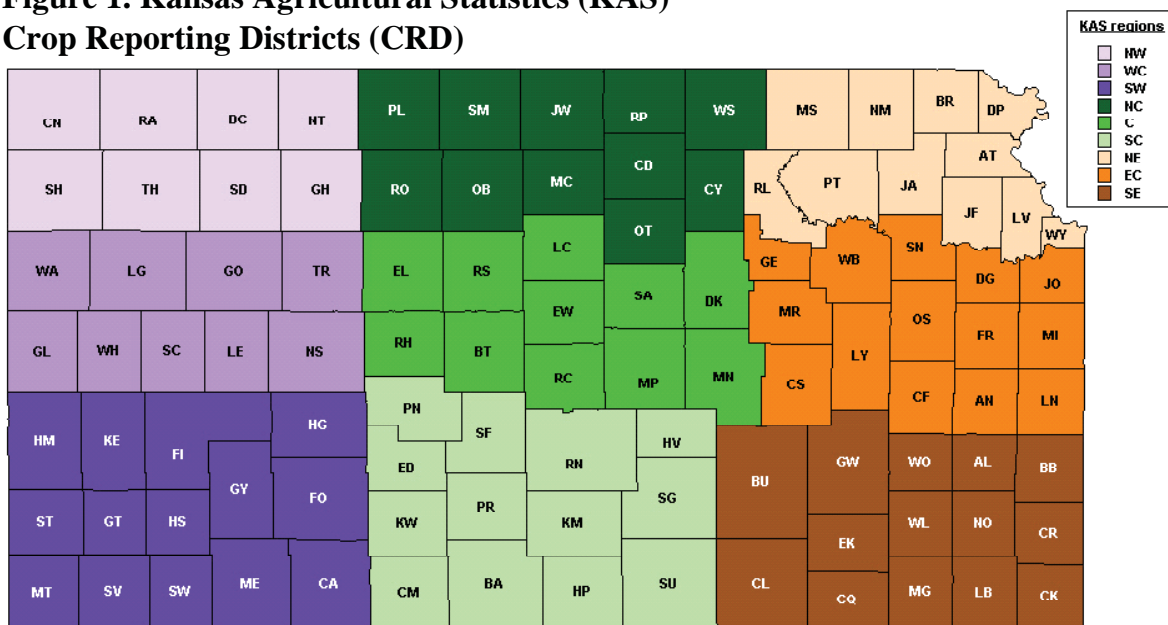 Figure 1. Kansas Agricultural Statistics (KAS)
Crop Reporting Districts (CRD)
KAS regions
NW
WC
SW
NC
C
SC
NE
EC
SE
CN RA DC NT PL SM JW RP WS MS NM BR DP
SH TH SD GH RO OB MC CD CY RL PT JA AT
JF LV WY
WA LG GO TR EL RS LC OT GE WB SN DG JO
GL WH SC LE NS RH BT EW SA DK MR OS FR MI
RC MP MN CS LY CF AN LN
HM KE FI HG PN SF RN HV
GY FO ED PR SG BU GW WO AL BB
ST GT HS KW KM EK WL NO CR
MT SV SW ME CA CM BA HP SU CL CQ MG LB CK